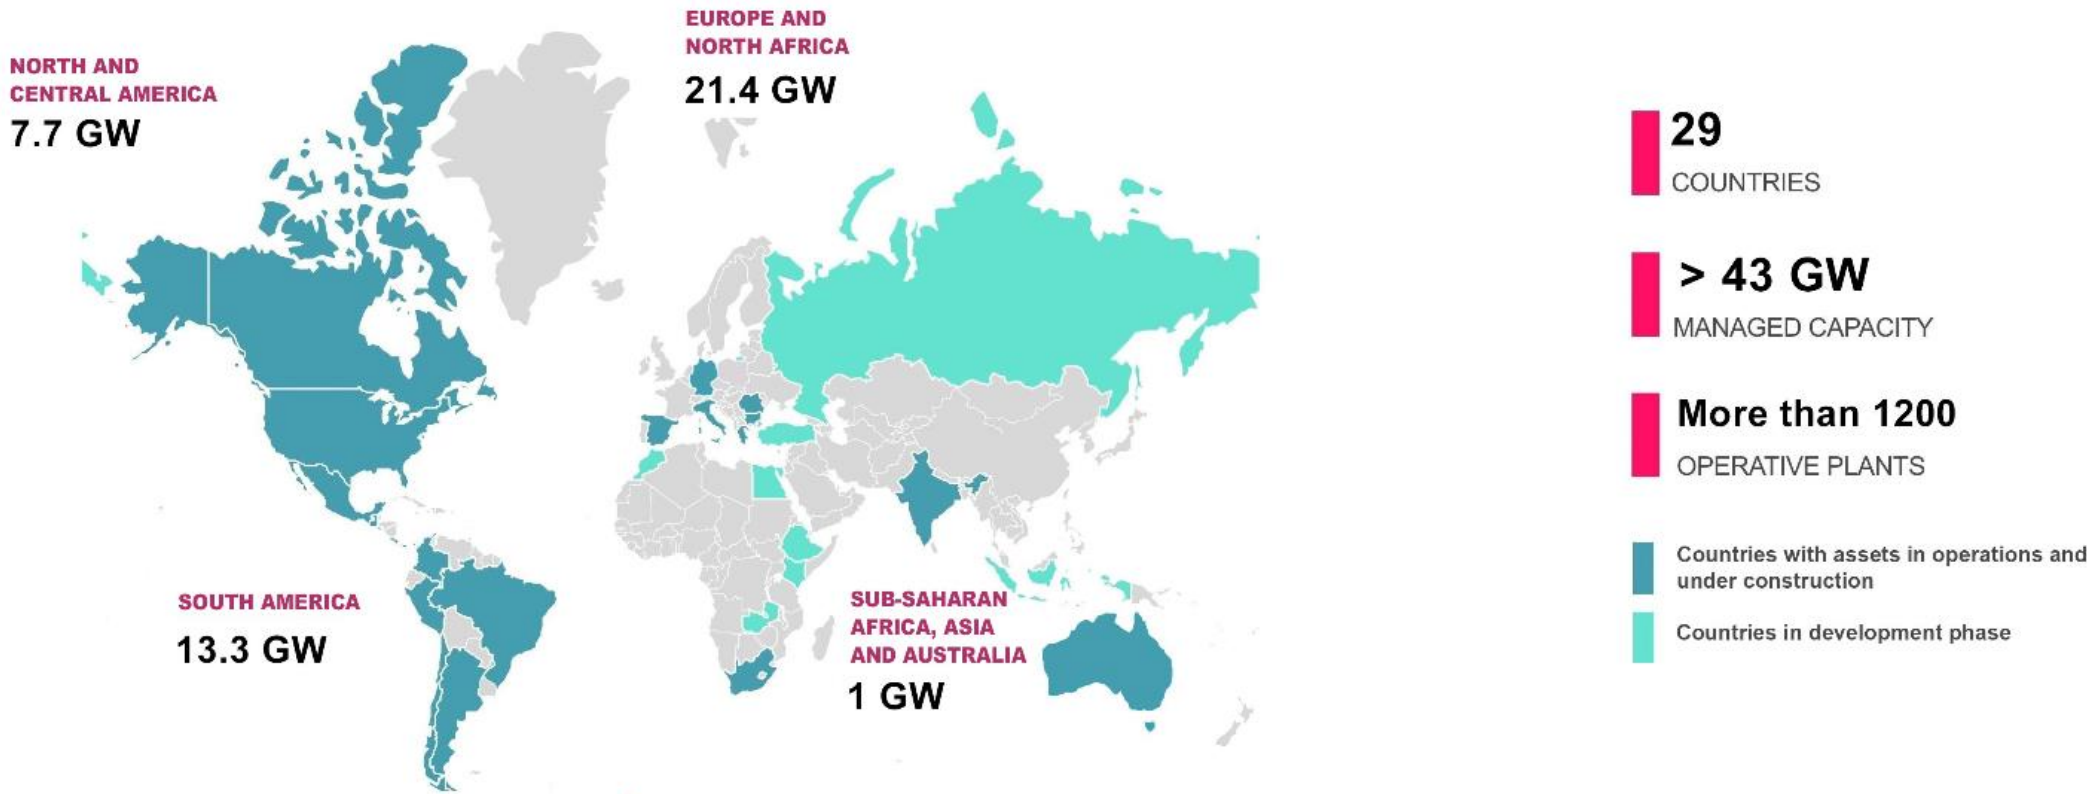 NORTH AND
CENTRAL AMERICA
7.7 GW
EUROPE AND
NORTH AFRICA
21.4 GW
SOUTH AMERICA
13.3 GW
SUB-SAHARAN
AFRICA, ASIA
AND AUSTRALIA
1 GW
29
COUNTRIES
> 43 GW
MANAGED CAPACITY
More than 1200
OPERATIVE PLANTS
Countries with assets in operations and
under construction
Countries in development phase